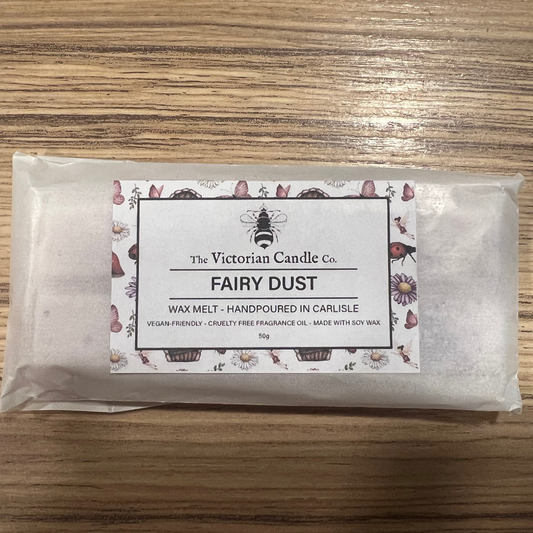 The Victorian Candle Co.
FAIRY DUST
WAX MELT - HANDPOURED IN CARLISLE
VEGAN-FRIENDLY - CRUELTY FREE FRAGRANCE OIL - MADE WITH SOY WAX
50g